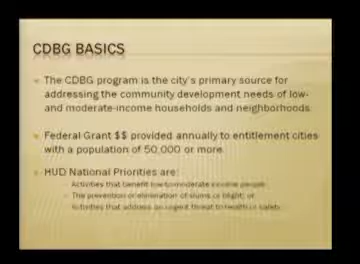 CDBG BASICS
The CDBG program is the city's primary source for
addressing the community development needs of low-
and moderate-income households and neighborhoods.
Federal Grant $$ provided annually to entitlement cities
with a population of 50,000 or more.
HUD National Priorities are:
Activities that benefit low-to-moderate income people;
The prevention or elimination of slums or blight; or
Activities that address an urgent threat to health or safety.